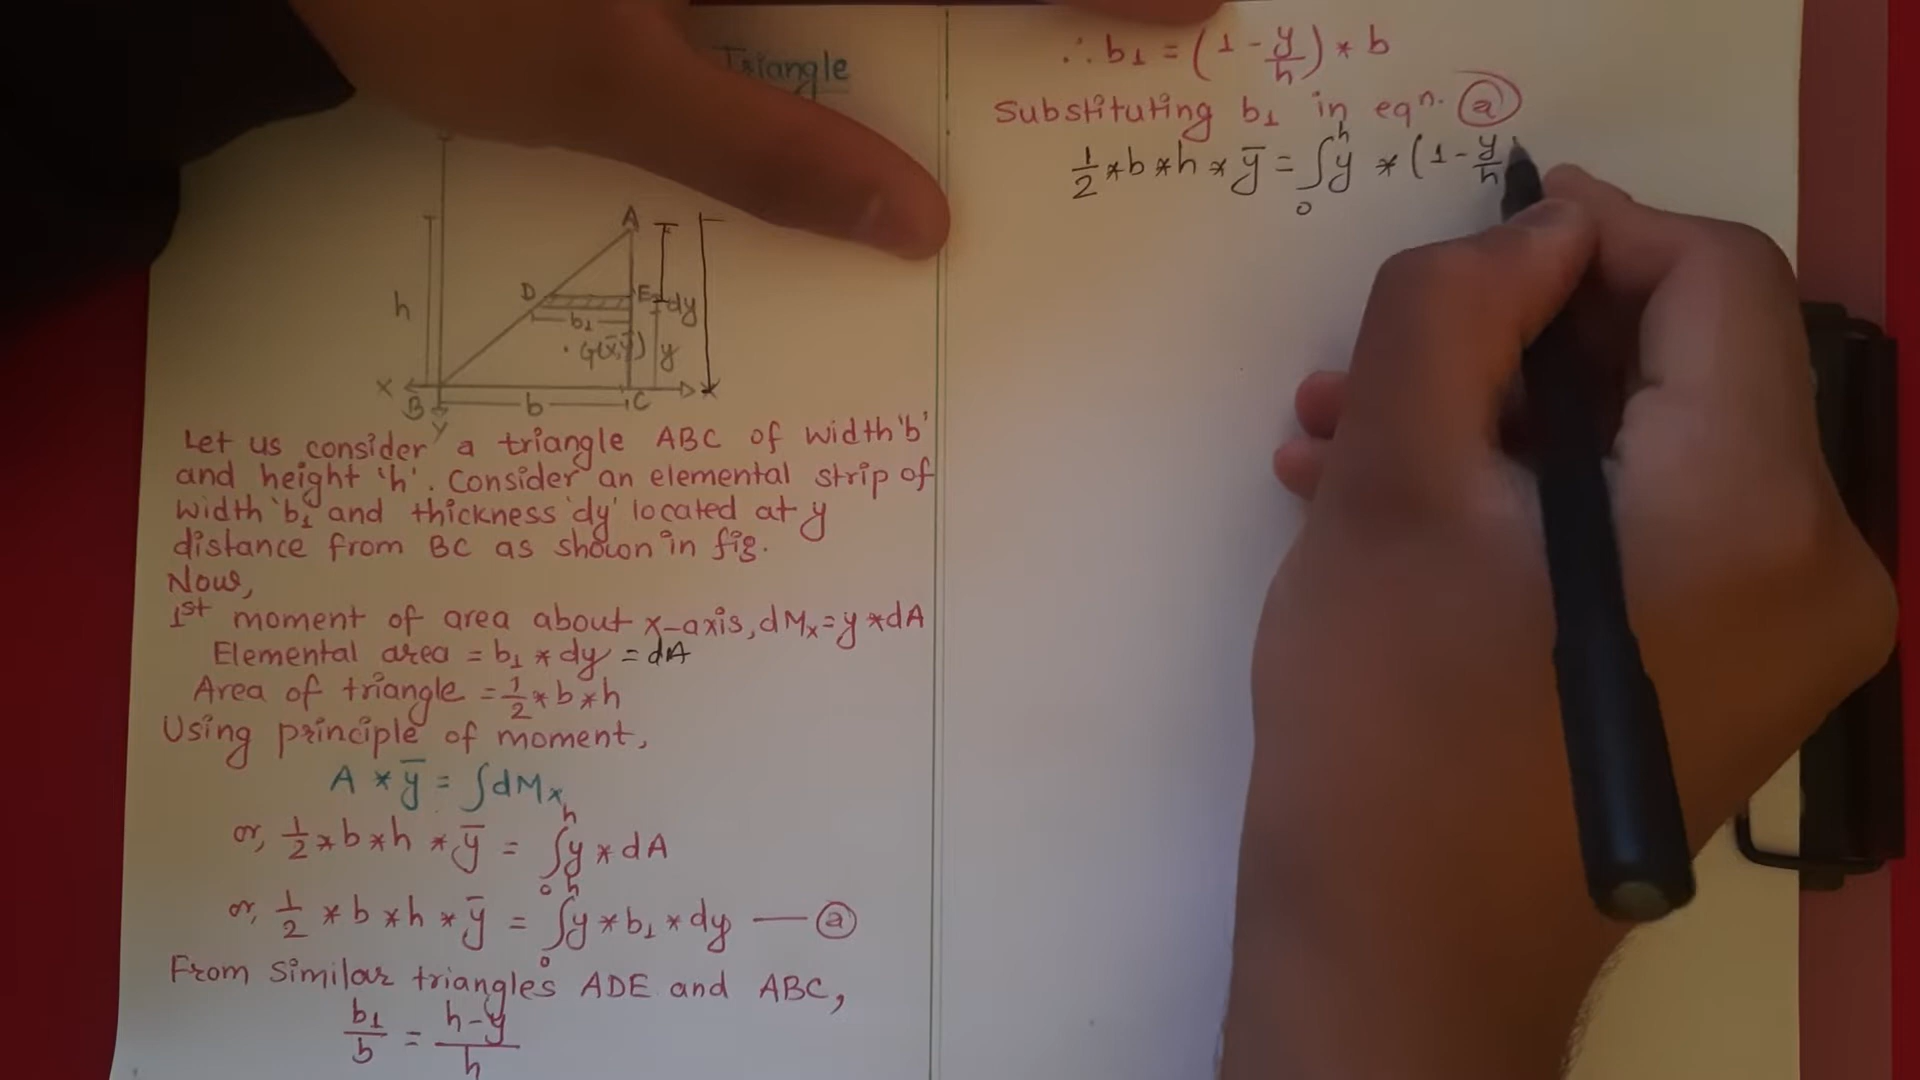 Triangle
A
D
E
dy
h
b₁
G(x̄,ȳ)
y
X
B
b
C
X
Y
Let us consider a triangle ABC of width 'b'
and height 'h'. Consider an elemental strip of
width 'b₁' and thickness 'dy' located at y
distance from BC as shown in fig.
Now,
1st moment of area about x-axis, dMₓ = y * dA
Elemental area = b₁ * dy = dA
Area of triangle = 1/2 * b * h
Using principle of moment,
A * ȳ = ∫dMₓ
or, 1/2 * b * h * ȳ = ∫₀ʰ y * dA
or, 1/2 * b * h * ȳ = ∫₀ʰ y * b₁ * dy — ⓐ
From similar triangles ADE and ABC,
b₁/b = (h-y)/h
∴ b₁ = (1 - y/h) * b
Substituting b₁ in eqⁿ. ⓐ
1/2 * b * h * ȳ = ∫₀ʰ y * (1 - y/h